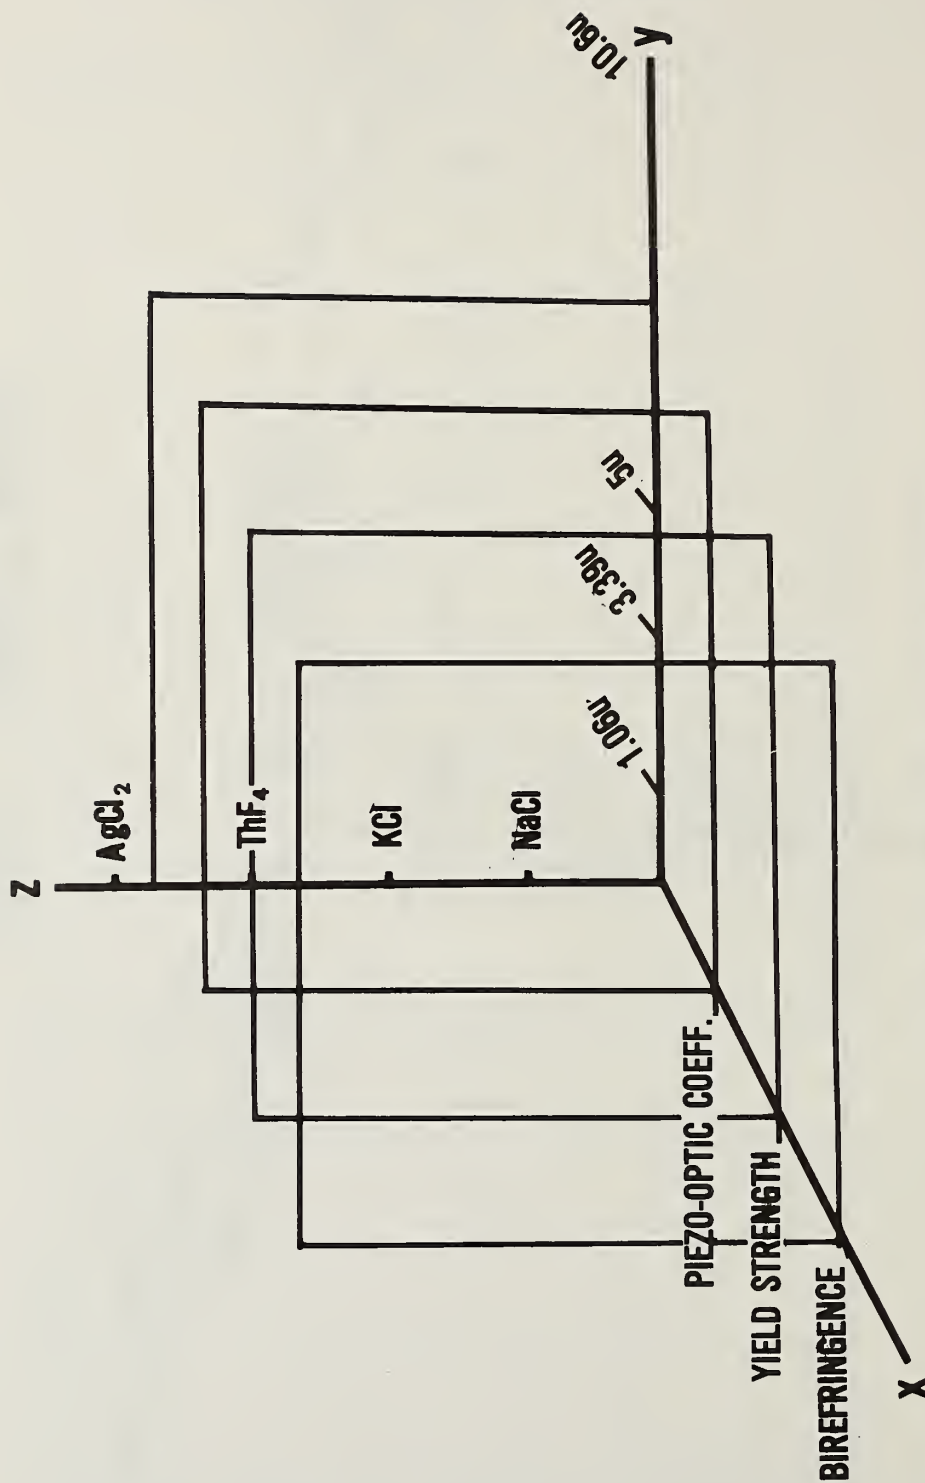 Z
AgCl₂
ThF₄
KCl
NaCl
1.06u
3.39u
5u
10.6u
y
PIEZO-OPTIC COEFF.
YIELD STRENGTH
BIREFRINGENCE
X